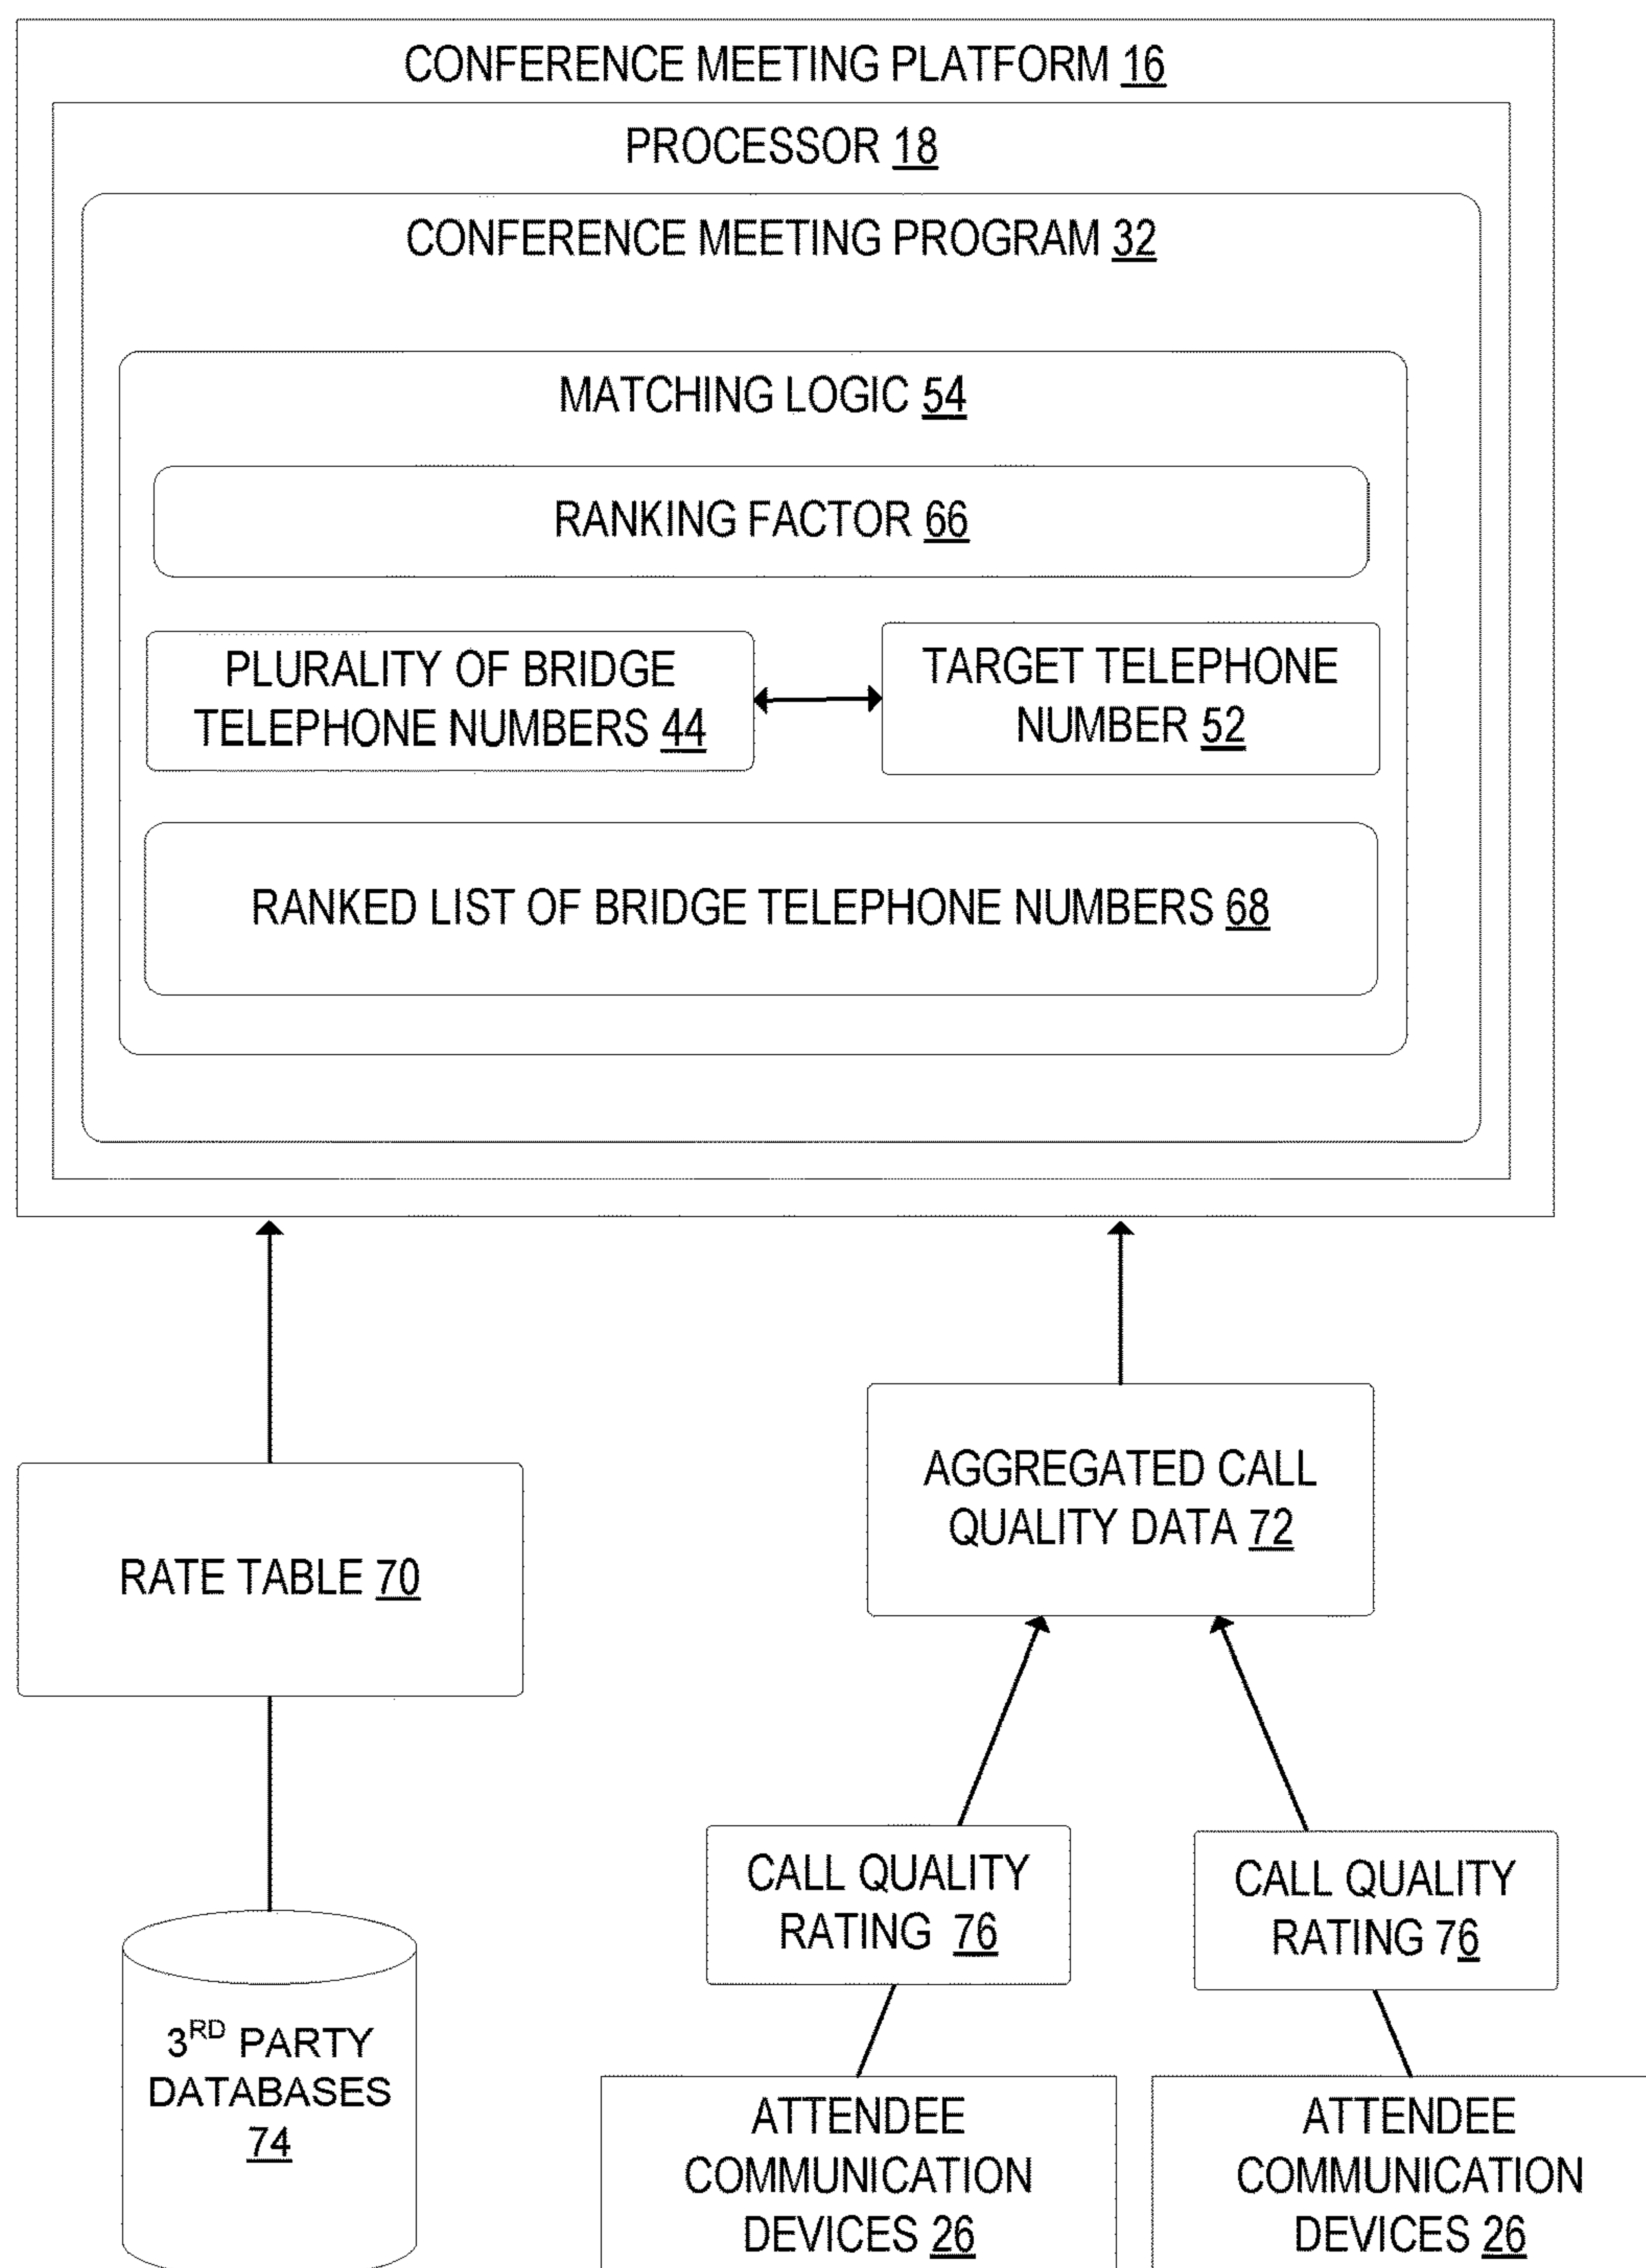 CONFERENCE MEETING PLATFORM 16
PROCESSOR 18
CONFERENCE MEETING PROGRAM 32
MATCHING LOGIC 54
RANKING FACTOR 66
PLURALITY OF BRIDGE
TELEPHONE NUMBERS 44
TARGET TELEPHONE
NUMBER 52
RANKED LIST OF BRIDGE TELEPHONE NUMBERS 68
AGGREGATED CALL
QUALITY DATA 72
RATE TABLE 70
CALL QUALITY
RATING 76
CALL QUALITY
RATING 76
3RD PARTY
DATABASES
74
ATTENDEE
COMMUNICATION
DEVICES 26
ATTENDEE
COMMUNICATION
DEVICES 26